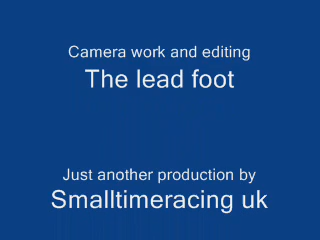 Camera work and editing
The lead foot
Just another production by
Smalltimeracing uk